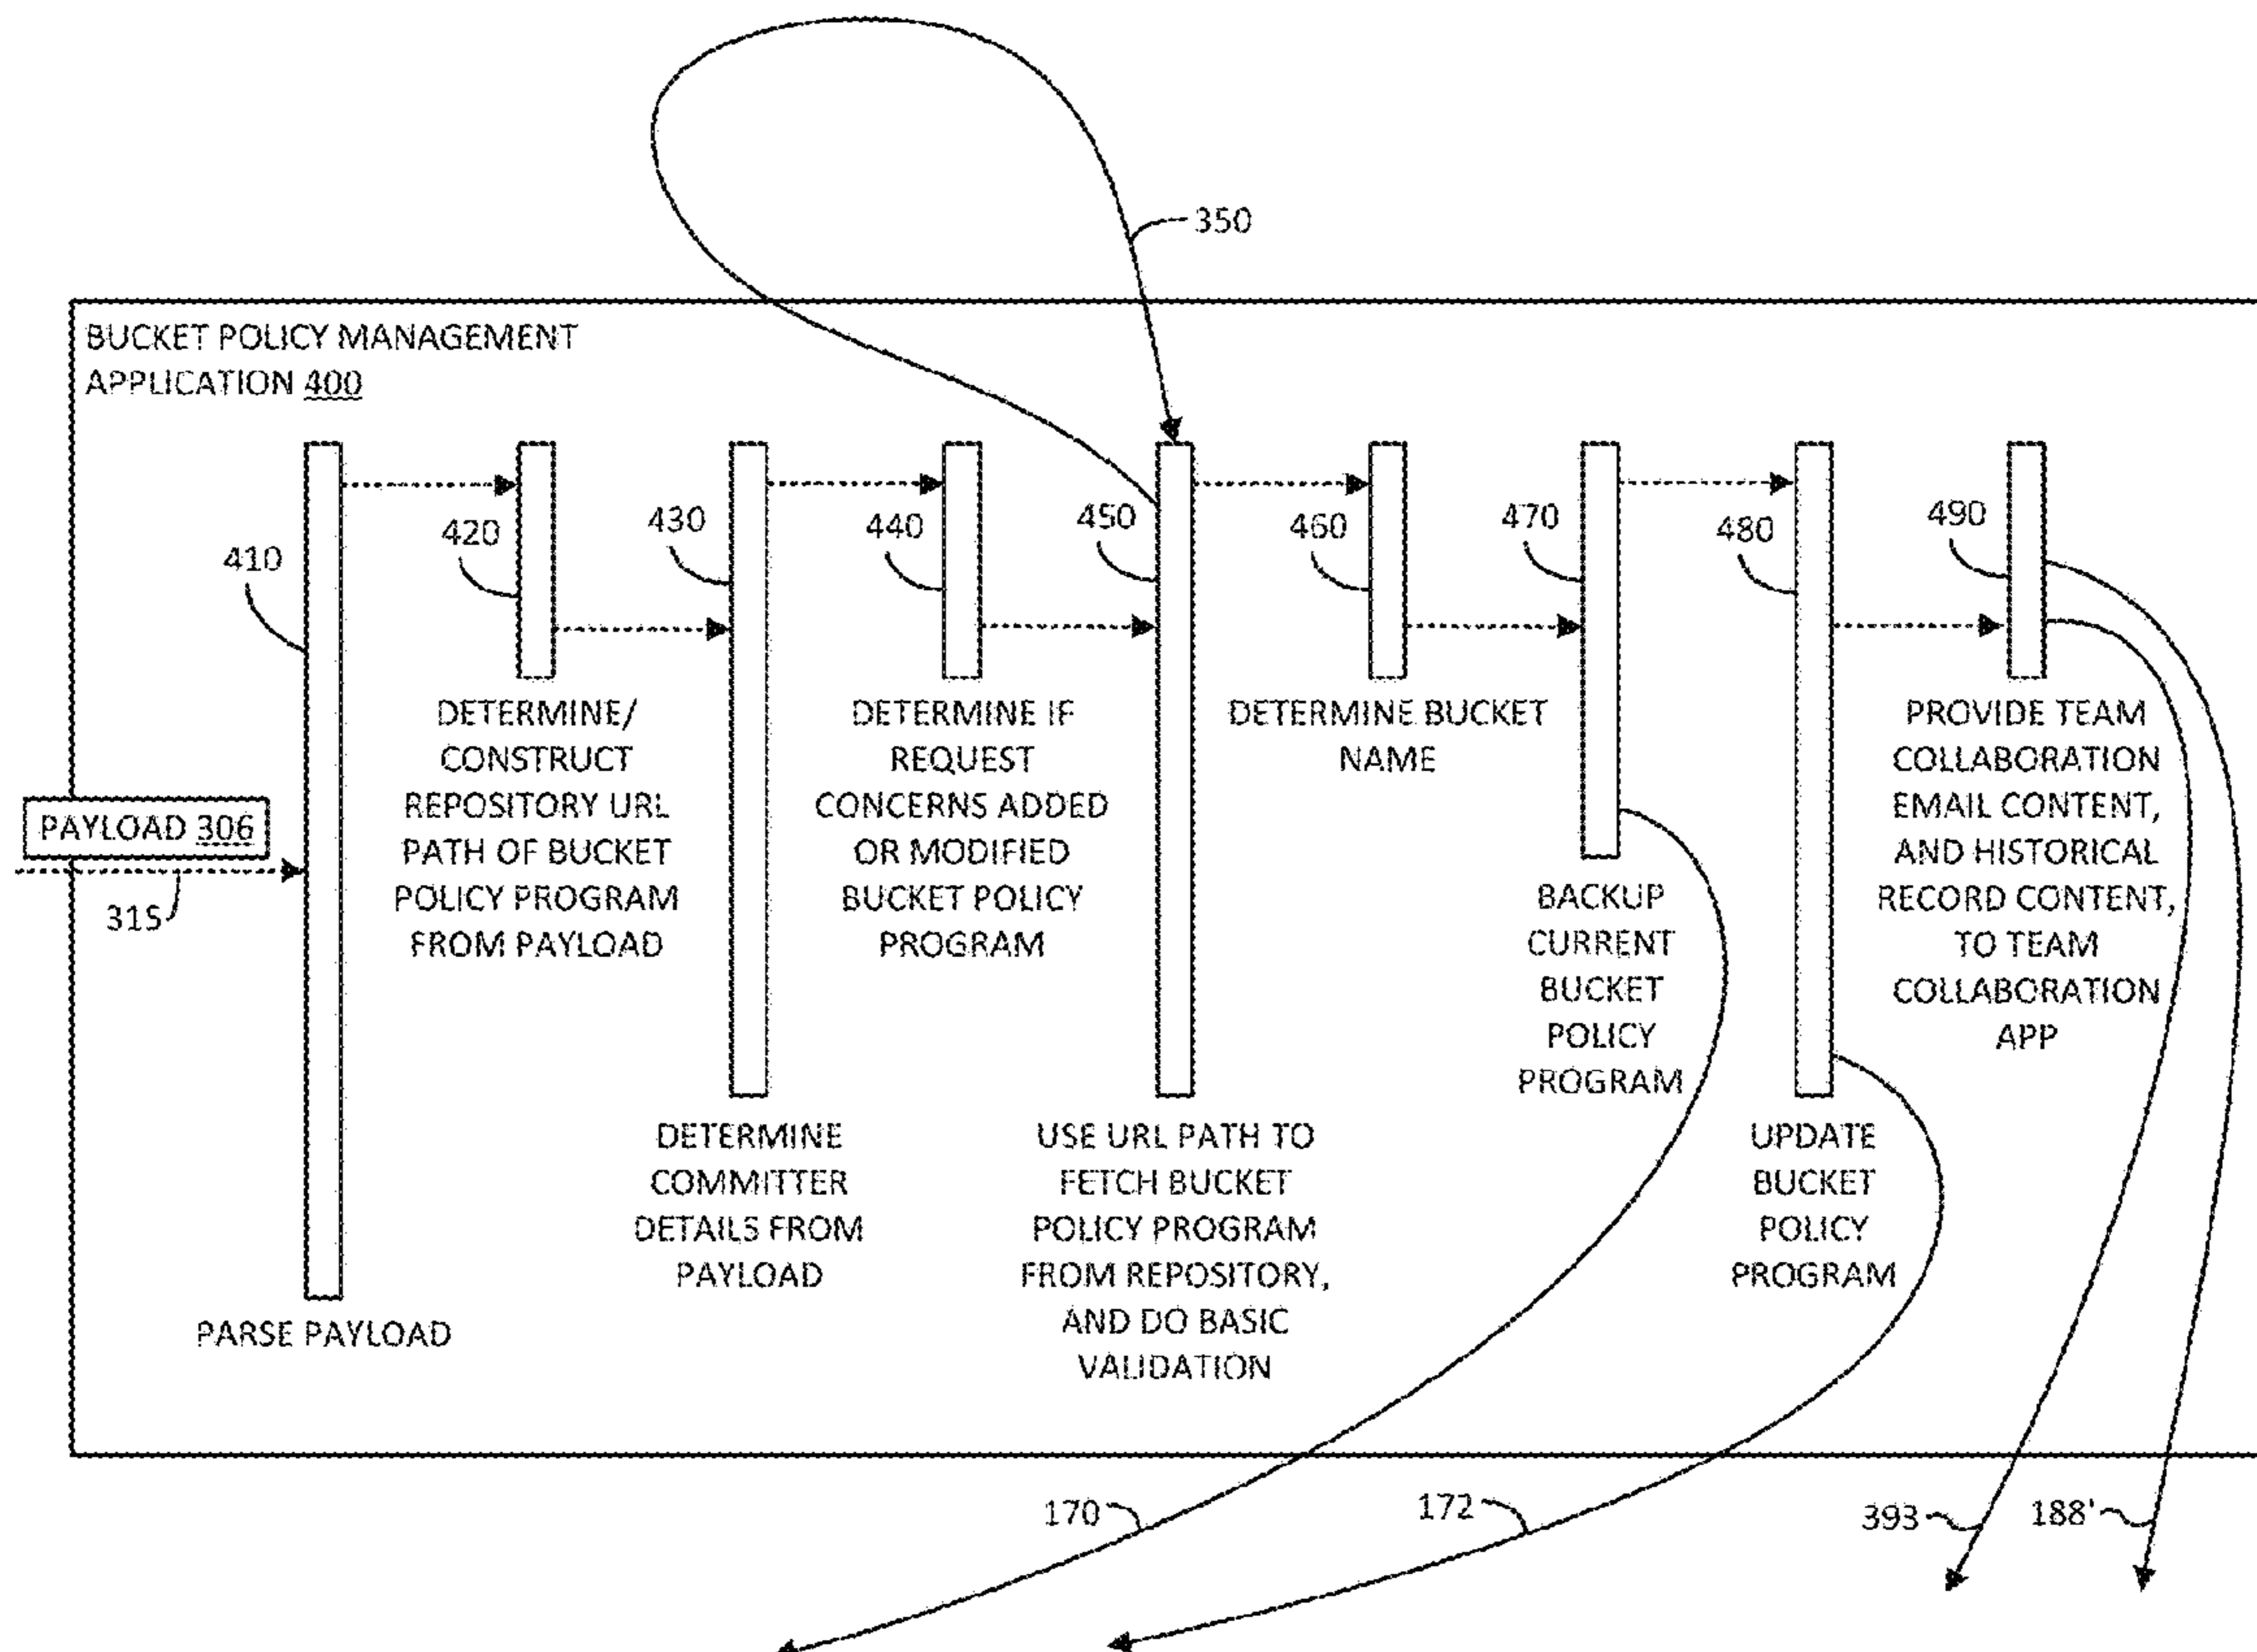 350
BUCKET POLICY MANAGEMENT
APPLICATION 400
410
420
430
440
450
460
470
480
490
PAYLOAD 306
315
PARSE PAYLOAD
DETERMINE/
CONSTRUCT
REPOSITORY URL
PATH OF BUCKET
POLICY PROGRAM
FROM PAYLOAD
DETERMINE
COMMITTER
DETAILS FROM
PAYLOAD
DETERMINE IF
REQUEST
CONCERNS ADDED
OR MODIFIED
BUCKET POLICY
PROGRAM
USE URL PATH TO
FETCH BUCKET
POLICY PROGRAM
FROM REPOSITORY,
AND DO BASIC
VALIDATION
DETERMINE BUCKET
NAME
BACKUP
CURRENT
BUCKET
POLICY
PROGRAM
UPDATE
BUCKET
POLICY
PROGRAM
PROVIDE TEAM
COLLABORATION
EMAIL CONTENT,
AND HISTORICAL
RECORD CONTENT,
TO TEAM
COLLABORATION
APP
170
172
393
188'